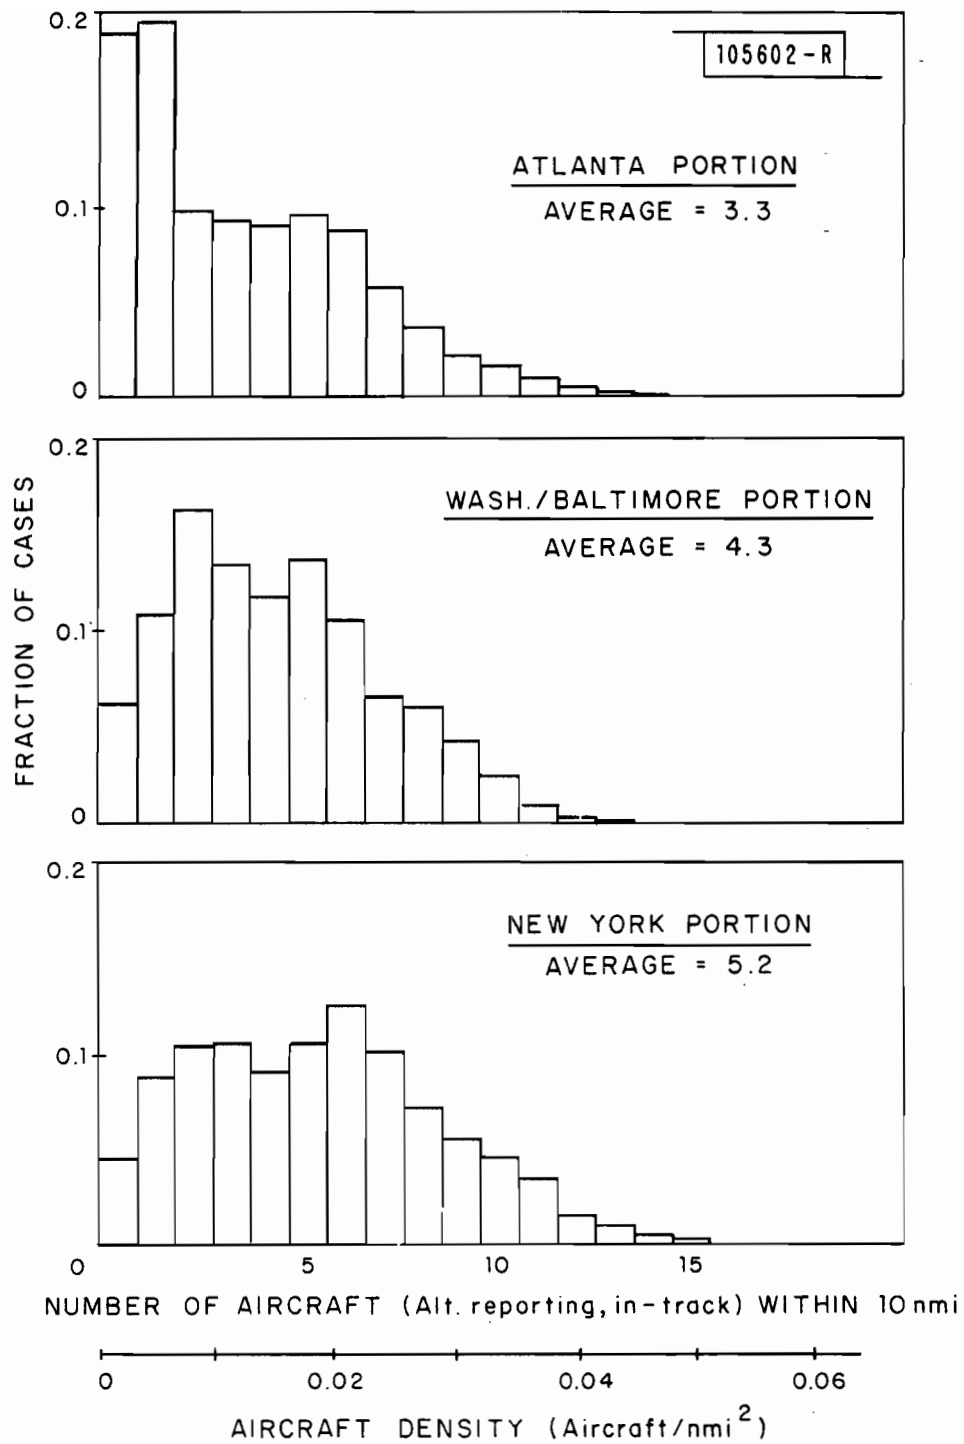 0.2
105602-R
ATLANTA PORTION
AVERAGE = 3.3
0.1
0
0.2
WASH./BALTIMORE PORTION
AVERAGE = 4.3
0.1
0
FRACTION OF CASES
0.2
NEW YORK PORTION
AVERAGE = 5.2
0.1
0 5 10 15
NUMBER OF AIRCRAFT (Alt. reporting, in-track) WITHIN 10 nmi
0 0.02 0.04 0.06
AIRCRAFT DENSITY (Aircraft/nmi²)